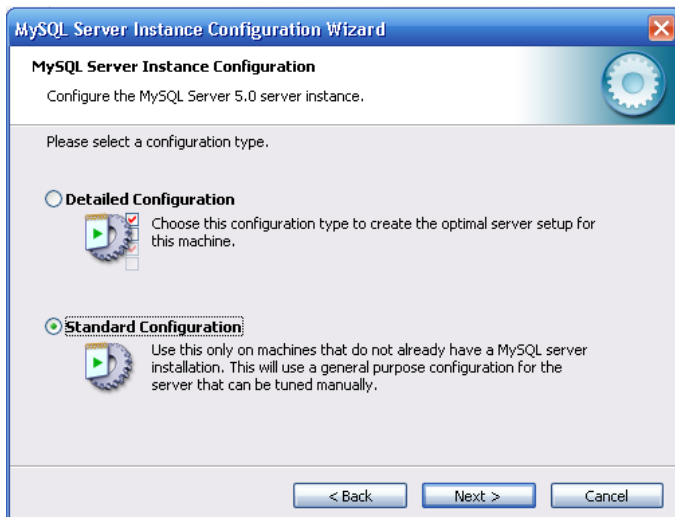 MySQL Server Instance Configuration Wizard
MySQL Server Instance Configuration
Configure the MySQL Server 5.0 server instance.
Please select a configuration type.
Detailed Configuration
Choose this configuration type to create the optimal server setup for
this machine.
Standard Configuration
Use this only on machines that do not already have a MySQL server
installation. This will use a general purpose configuration for the
server that can be tuned manually.
< Back
Next >
Cancel